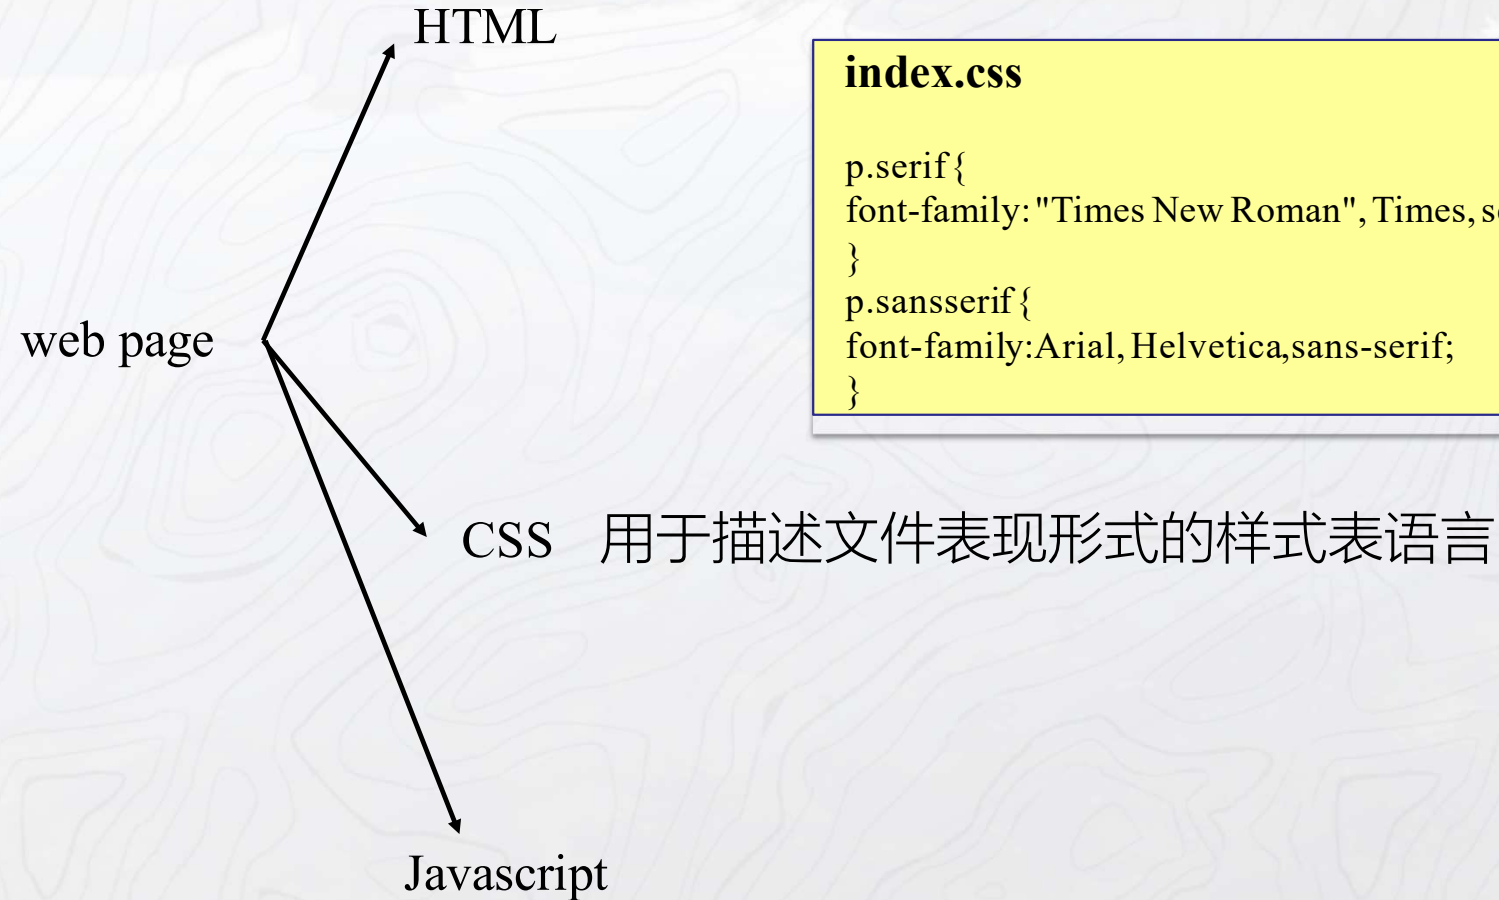 HTML
index.css
p.serif{
font-family: "Times New Roman", Times,
}
p.sansserif{
font-family:Arial, Helvetica,sans-serif;
}
web page
CSS 用于描述文件表现形式的样式表语言
Javascript